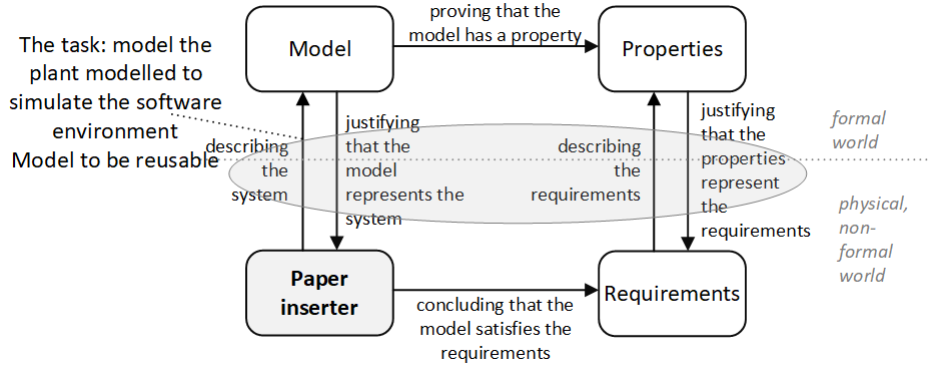 proving that the
model has a property
Model
Properties
The task: model the
plant modelled to
simulate the software
environment
Model to be reusable
describing
the
system
justifying
that the
model
represents the
system
describing
the
requirements
justifying
that the
properties
represent
the
requirements
formal
world
physical,
non-
formal
world
Paper
inserter
Requirements
concluding that the
model satisfies the
requirements